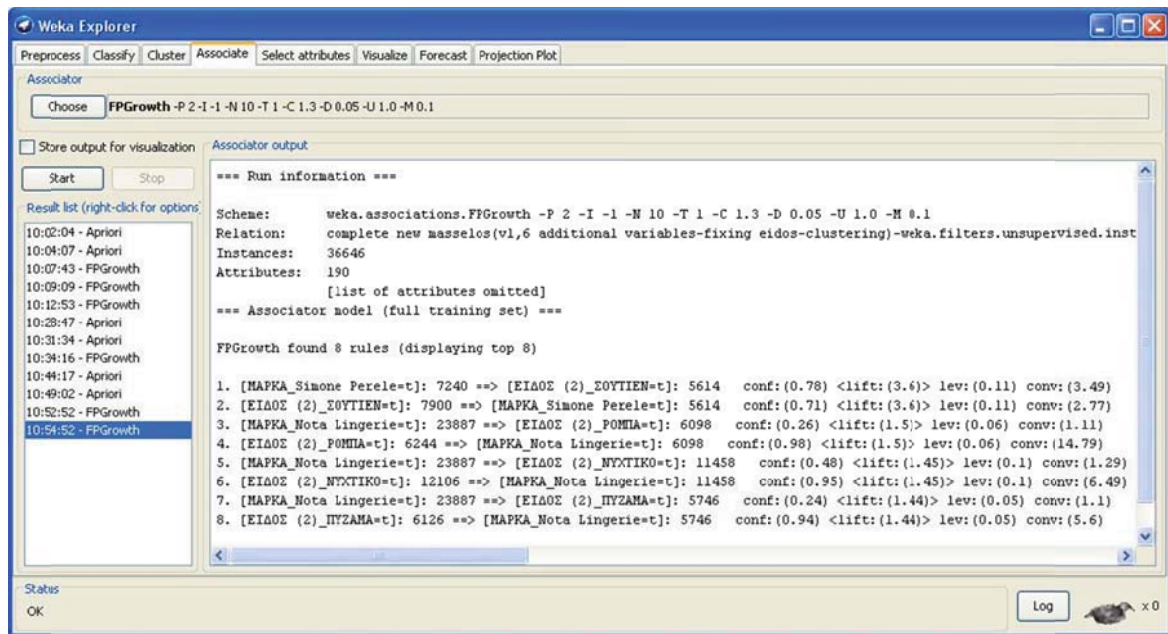 Weka Explorer
Preprocess Classify Cluster Associate Select attributes Visualize Forecast Projection Plot
Associator
Choose FPGrowth -P 2 -I -1 -N 10 -T 1 -C 1.3 -D 0.05 -U 1.0 -M 0.1
Store output for visualization
Start Stop
Result list (right-click for options)
10:02:04 - Apriori
10:04:07 - Apriori
10:07:43 - FPGrowth
10:09:09 - FPGrowth
10:12:53 - FPGrowth
10:28:47 - Apriori
10:31:34 - Apriori
10:34:16 - FPGrowth
10:44:17 - Apriori
10:49:02 - Apriori
10:52:52 - FPGrowth
10:54:52 - FPGrowth
Associator output
=== Run information ===
Scheme: weka.associations.FPGrowth -P 2 -I -1 -N 10 -T 1 -C 1.3 -D 0.05 -U 1.0 -M 0.1
Relation: complete new masselos(v1,6 additional variables-fixing eidos-clustering)-weka.filters.unsupervised.inst
Instances: 36646
Attributes: 190
[list of attributes omitted]
=== Associator model (full training set) ===
FPGrowth found 8 rules (displaying top 8)
1. [ΜΑΡΚΑ_Simone Perele=t]: 7240 ==> [ΕΙΔΟΣ (2)_ΣΟΥΤΙΕΝ=t]: 5614 conf:(0.78) <lift:(3.6)> lev:(0.11) conv:(3.49)
2. [ΕΙΔΟΣ (2)_ΣΟΥΤΙΕΝ=t]: 7900 ==> [ΜΑΡΚΑ_Simone Perele=t]: 5614 conf:(0.71) <lift:(3.6)> lev:(0.11) conv:(2.77)
3. [ΜΑΡΚΑ_Nota Lingerie=t]: 23887 ==> [ΕΙΔΟΣ (2)_ΡΟΜΠΑ=t]: 6098 conf:(0.26) <lift:(1.5)> lev:(0.06) conv:(1.11)
4. [ΕΙΔΟΣ (2)_ΡΟΜΠΑ=t]: 6244 ==> [ΜΑΡΚΑ_Nota Lingerie=t]: 6098 conf:(0.98) <lift:(1.5)> lev:(0.06) conv:(14.79)
5. [ΜΑΡΚΑ_Nota Lingerie=t]: 23887 ==> [ΕΙΔΟΣ (2)_ΝΥΧΤΙΚΟ=t]: 11458 conf:(0.48) <lift:(1.45)> lev:(0.1) conv:(1.29)
6. [ΕΙΔΟΣ (2)_ΝΥΧΤΙΚΟ=t]: 12106 ==> [ΜΑΡΚΑ_Nota Lingerie=t]: 11458 conf:(0.95) <lift:(1.45)> lev:(0.1) conv:(6.49)
7. [ΜΑΡΚΑ_Nota Lingerie=t]: 23887 ==> [ΕΙΔΟΣ (2)_ΠΥΖΑΜΑ=t]: 5746 conf:(0.24) <lift:(1.44)> lev:(0.05) conv:(1.1)
8. [ΕΙΔΟΣ (2)_ΠΥΖΑΜΑ=t]: 6126 ==> [ΜΑΡΚΑ_Nota Lingerie=t]: 5746 conf:(0.94) <lift:(1.44)> lev:(0.05) conv:(5.6)
Status
OK
Log
x 0